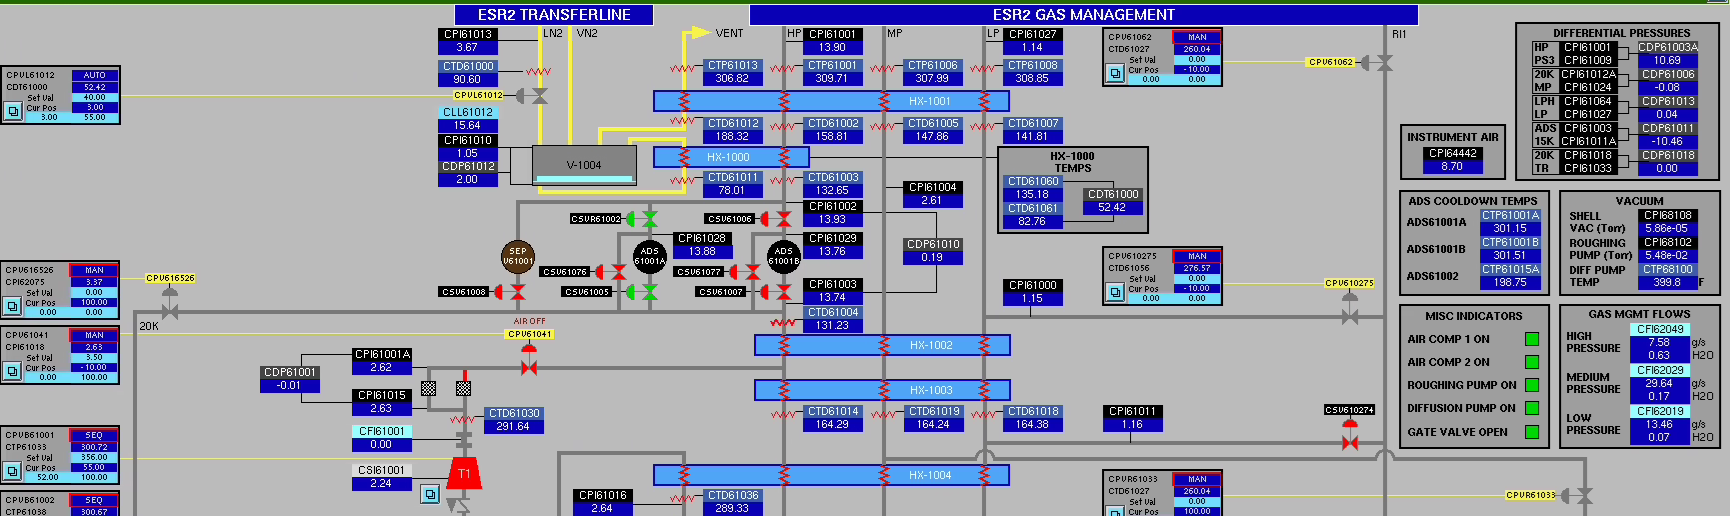 ESR2 TRANSFERLINE
ESR2 GAS MANAGEMENT
CPI61013
3.67
LN2
VN2
VENT
HP
CPI61001
13.90
MP
LP
CPI61027
1.14
RI1
CPV61062
CTD61027
Set Val
Cur Pos
0.00
MAN
260.04
0.00
-10.00
0.00
CPV61062
DIFFERENTIAL PRESSURES
HP CPI61001 CDP61003A
PS3 CPI61009 10.69
20K CPI61012A CDP61006
MP CPI61024 -0.08
LPH CPI61064 CDP61013
LP CPI61027 0.04
ADS CPI61003 CDP61011
15K CPI61011A -10.46
20K CPI61018 CDP61018
TR CPI61033 0.00
CPVL61012 AUTO
CDT61000 52.42
Set Val 40.00
Cur Pos 3.00
3.00 55.00
CTD61000
90.60
CPVL61012
CLL61012
15.64
CPI61010
1.05
CDP61012
2.00
V-1004
CTP61013
306.82
CTP61001
309.71
CTP61006
307.99
CTP61008
308.85
HX-1001
CTD61012
188.32
CTD61002
158.81
CTD61005
147.86
CTD61007
141.81
HX-1000
CTD61011
78.01
CTD61003
132.65
HX-1000
TEMPS
CTD61060
135.18
CTD61061
82.76
CDT61000
52.42
INSTRUMENT AIR
CPI64442
8.70
CPI61004
2.61
CSVR61002
CSV61006
CPI61002
13.93
CPI61028
13.88
CPI61029
13.76
CDP61010
0.19
SEP
V61001
ADS
61001A
ADS
61001B
CSV61076
CSV61077
CSV61008
CSV61005
CSV61007
CPI61003
13.74
CTD61004
131.23
ADS COOLDOWN TEMPS
ADS61001A CTP61001A
301.15
ADS61001B CTP61001B
301.51
ADS61002 CTP61015A
198.75
VACUUM
SHELL CPI68108
VAC (Torr) 5.86e-05
ROUGHING CPI68102
PUMP (Torr) 5.48e-02
DIFF PUMP CTP68100
TEMP 399.8 F
CPV616526 MAN
CPI62075 3.37
Set Val 0.00
Cur Pos 100.00
0.00 0.00
CPV616526
20K
CPI61000
1.15
CPV610275 MAN
CTD61056 276.57
Set Val 0.00
Cur Pos -10.00
0.00 0.00
CPV610275
CPV61041 MAN
CPI61018 2.63
Set Val 3.50
Cur Pos -10.00
0.00 100.00
AIR OFF
CPV61041
HX-1002
HX-1003
CDP61001
-0.01
CPI61001A
2.62
CPI61015
2.63
CTD61030
291.64
CFI61001
0.00
CSI61001
2.24
T1
CTD61014
164.29
CTD61019
164.24
CTD61018
164.38
CPI61011
1.16
CSV610274
MISC INDICATORS
AIR COMP 1 ON
AIR COMP 2 ON
ROUGHING PUMP ON
DIFFUSION PUMP ON
GATE VALVE OPEN
GAS MGMT FLOWS
HIGH
PRESSURE
CFI62049
7.58 g/s
0.63 H2O
MEDIUM
PRESSURE
CFI62029
29.64 g/s
0.17 H2O
LOW
PRESSURE
CFI62019
13.46 g/s
0.07 H2O
CPVB61001 SEQ
CTP61033 300.72
Set Val 356.00
Cur Pos 55.00
52.00 100.00
CPVB61002 SEQ
CTP61038 300.67
HX-1004
CPI61016
2.64
CTD61036
289.33
CPVR61033 MAN
CTD61027 260.04
Set Val 0.00
Cur Pos 100.00
CPVR61033